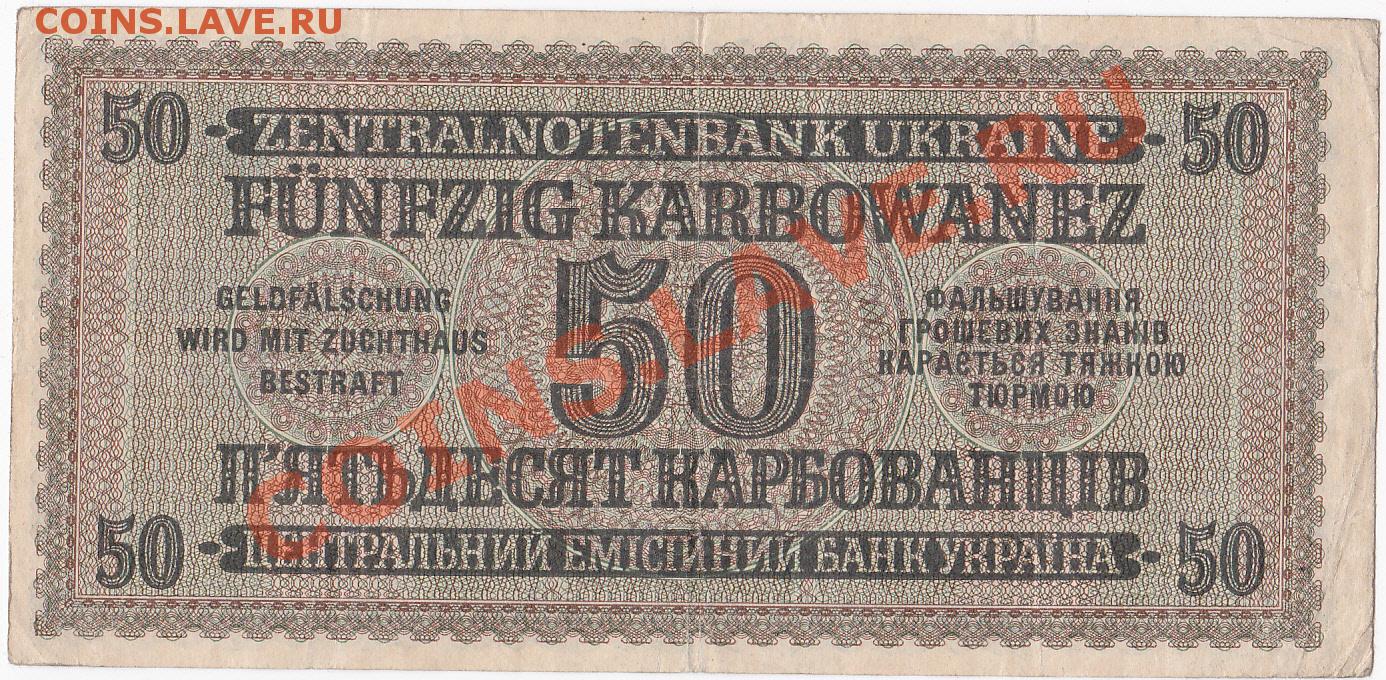 COINS.LAVE.RU
50 ZENTRALNOTENBANK UKRAINE 50
FÜNFZIG KARBOWANEZ
50
GELDFÄLSCHUNG
WIRD MIT ZUCHTHAUS
BESTRAFT
ФАЛЬШУВАННЯ
ГРОШЕВИХ ЗНАКІВ
КАРАЄТЬСЯ ТЯЖНОЮ
ТЮРМОЮ
П'ЯТЬДЕСЯТ КАРБОВАНЦІВ
50 ЦЕНТРАЛЬНИЙ ЕМІСІЙНИЙ БАНК УКРАЇНА 50
COINS.LAVE.RU